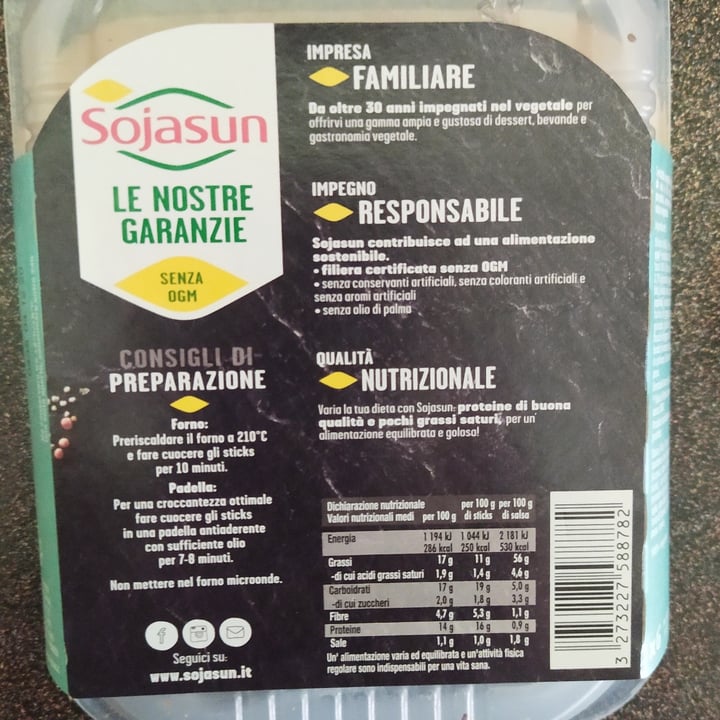 Sojasun
LE NOSTRE
GARANZIE
SENZA
OGM
IMPRESA
FAMILIARE
Da oltre 30 anni impegnati nel vegetale per
offrirvi una gamma ampia e gustosa di dessert, bevande e
gastronomia vegetale.
IMPEGNO
RESPONSABILE
Sojasun contribuisce ad una alimentazione
sostenibile.
• filiera certificata senza OGM
• senza conservanti artificiali, senza coloranti artificiali e
senza aromi artificiali
• senza olio di palma
QUALITÀ
NUTRIZIONALE
Varia la tua dieta con Sojasun: proteine di buona
qualità e pochi grassi saturi, per un'
alimentazione equilibrata e golosa!
CONSIGLI DI
PREPARAZIONE
Forno:
Preriscaldare il forno a 210°C
e fare cuocere gli sticks
per 10 minuti.
Padella:
Per una croccantezza ottimale
fare cuocere gli sticks
in una padella antiaderente
con sufficiente olio
per 7-8 minuti.
Non mettere nel forno microonde.
Seguici su:
www.sojasun.it
Dichiarazione nutrizionale per 100 g per 100 g
Valori nutrizionali medi per 100 g di sticks di salsa
Energia 1 194 kJ 1 044 kJ 2 181 kJ
286 kcal 250 kcal 530 kcal
Grassi 17 g 11 g 56 g
-di cui acidi grassi saturi 1,9 g 1,4 g 4,6 g
Carboidrati 17 g 19 g 5,0 g
-di cui zuccheri 2,0 g 1,8 g 3,3 g
Fibre 4,7 g 5,3 g 1,1 g
Proteine 14 g 16 g 0,9 g
Sale 1,1 g 1,0 g 1,8 g
Un' alimentazione varia ed equilibrata e un'attività fisica
regolare sono indispensabili per una vita sana.
3 273227 588782